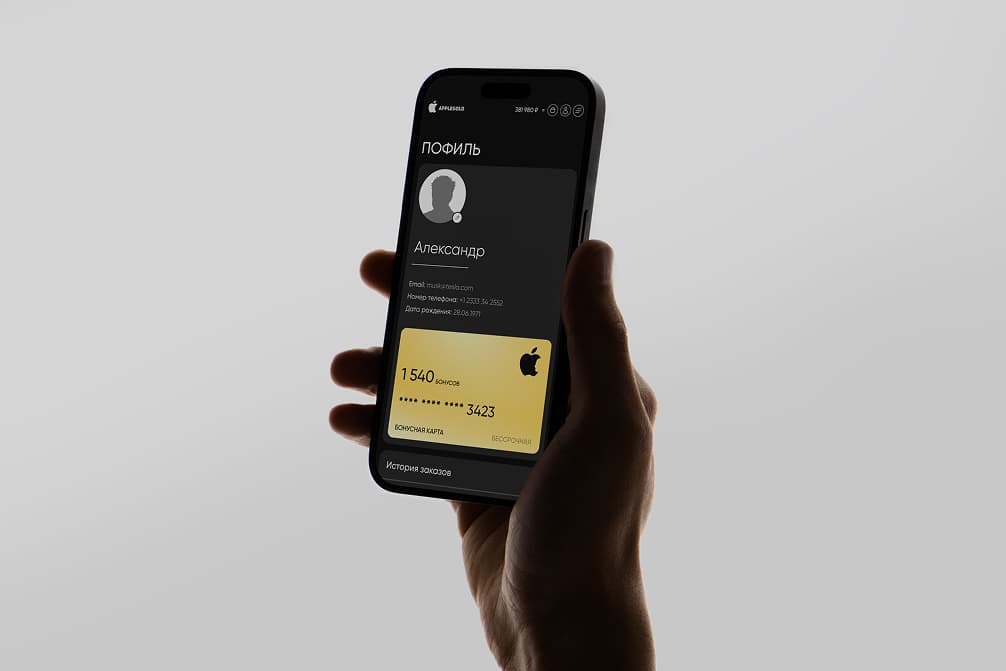 APPLEGOLD
381 980 ₽
ПОФИЛЬ
Александр
Email: musk@tesla.com
Номер телефона: +1 2333 34 2552
Дата рождения: 28.06.1971
1 540 БОНУСОВ
**** **** **** 3423
БОНУСНАЯ КАРТА
БЕССРОЧНАЯ
История заказов